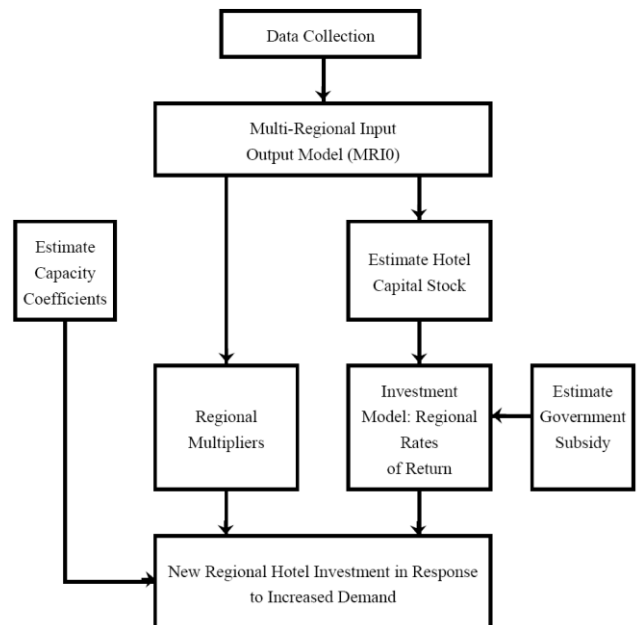 Data Collection
Multi-Regional Input
Output Model (MRI0)
Estimate
Capacity
Coefficients
Estimate Hotel
Capital Stock
Regional
Multipliers
Investment
Model: Regional
Rates
of Return
Estimate
Government
Subsidy
New Regional Hotel Investment in Response
to Increased Demand